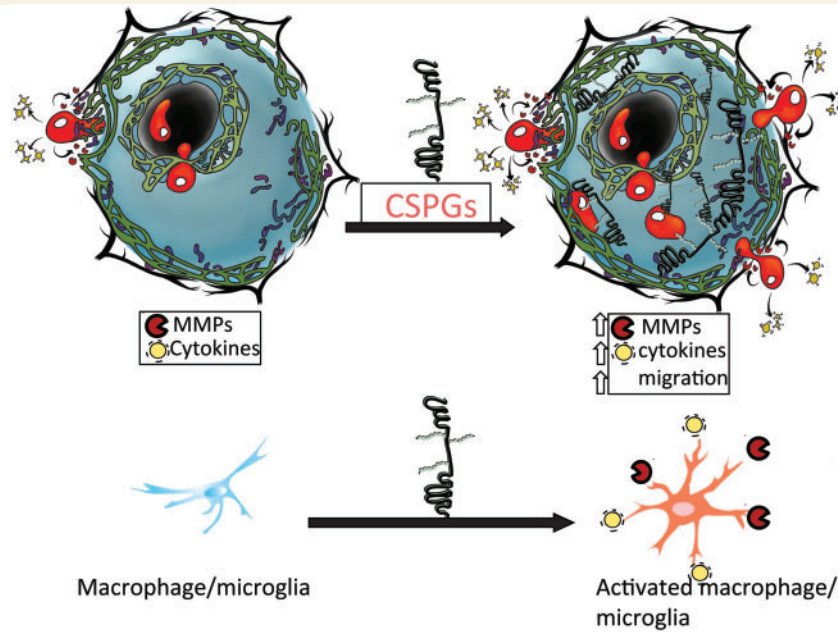 CSPGs
MMPs
Cytokines
MMPs
cytokines
migration
Macrophage/microglia
Activated macrophage/
microglia